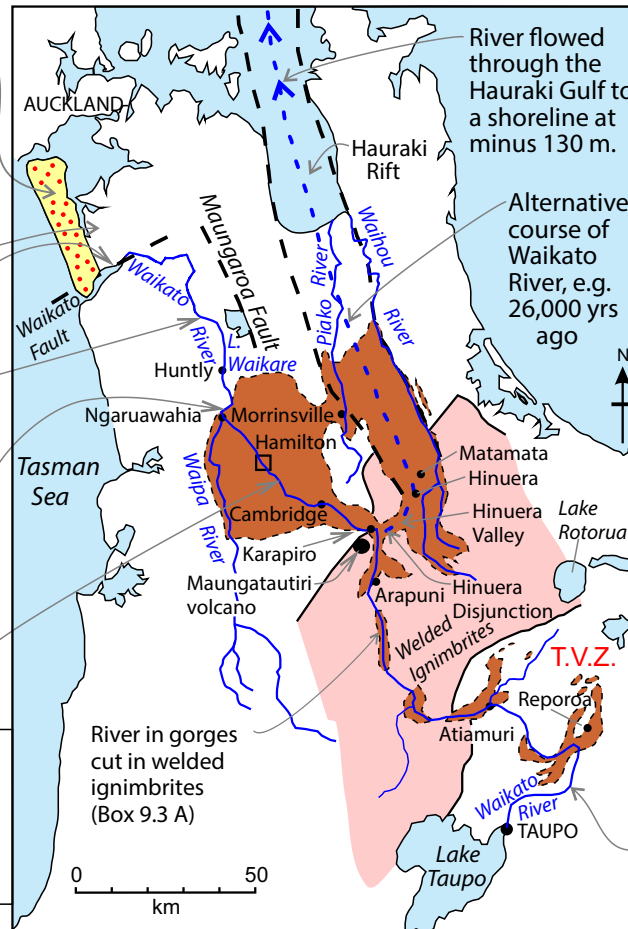 River flowed
through the
Hauraki Gulf to
a shoreline at
minus 130 m.
AUCKLAND
Hauraki
Rift
Alternative
course of
Waikato
River, e.g.
26,000 yrs
ago
N
Maungaroa Fault
Waihou
River
Piako
River
Waikato
River
Waikato
Fault
L.
Waikare
Huntly
Ngaruawahia
Morrinsville
Hamilton
Matamata
Hinuera
Tasman
Sea
Waipa
River
Cambridge
Hinuera
Valley
Lake
Rotorua
Karapiro
Maungatautiri
volcano
Arapuni
Hinuera
Disjunction
Welded
Ignimbrites
T.V.Z.
Reporoa
Atiamuri
River in gorges
cut in welded
ignimbrites
(Box 9.3 A)
Waikato
River
TAUPO
Lake
Taupo
0 50
km